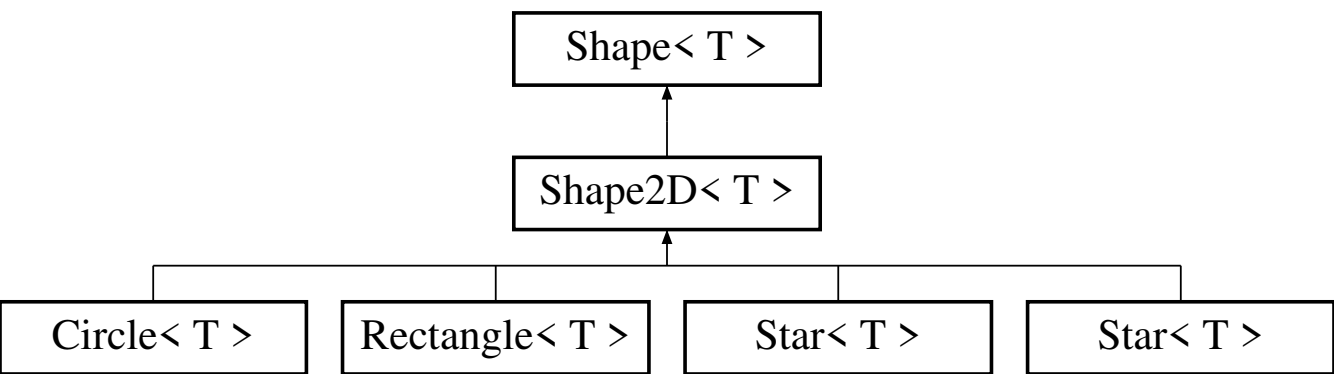 Shape< T >
Shape2D< T >
Circle< T >
Rectangle< T >
Star< T >
Star< T >